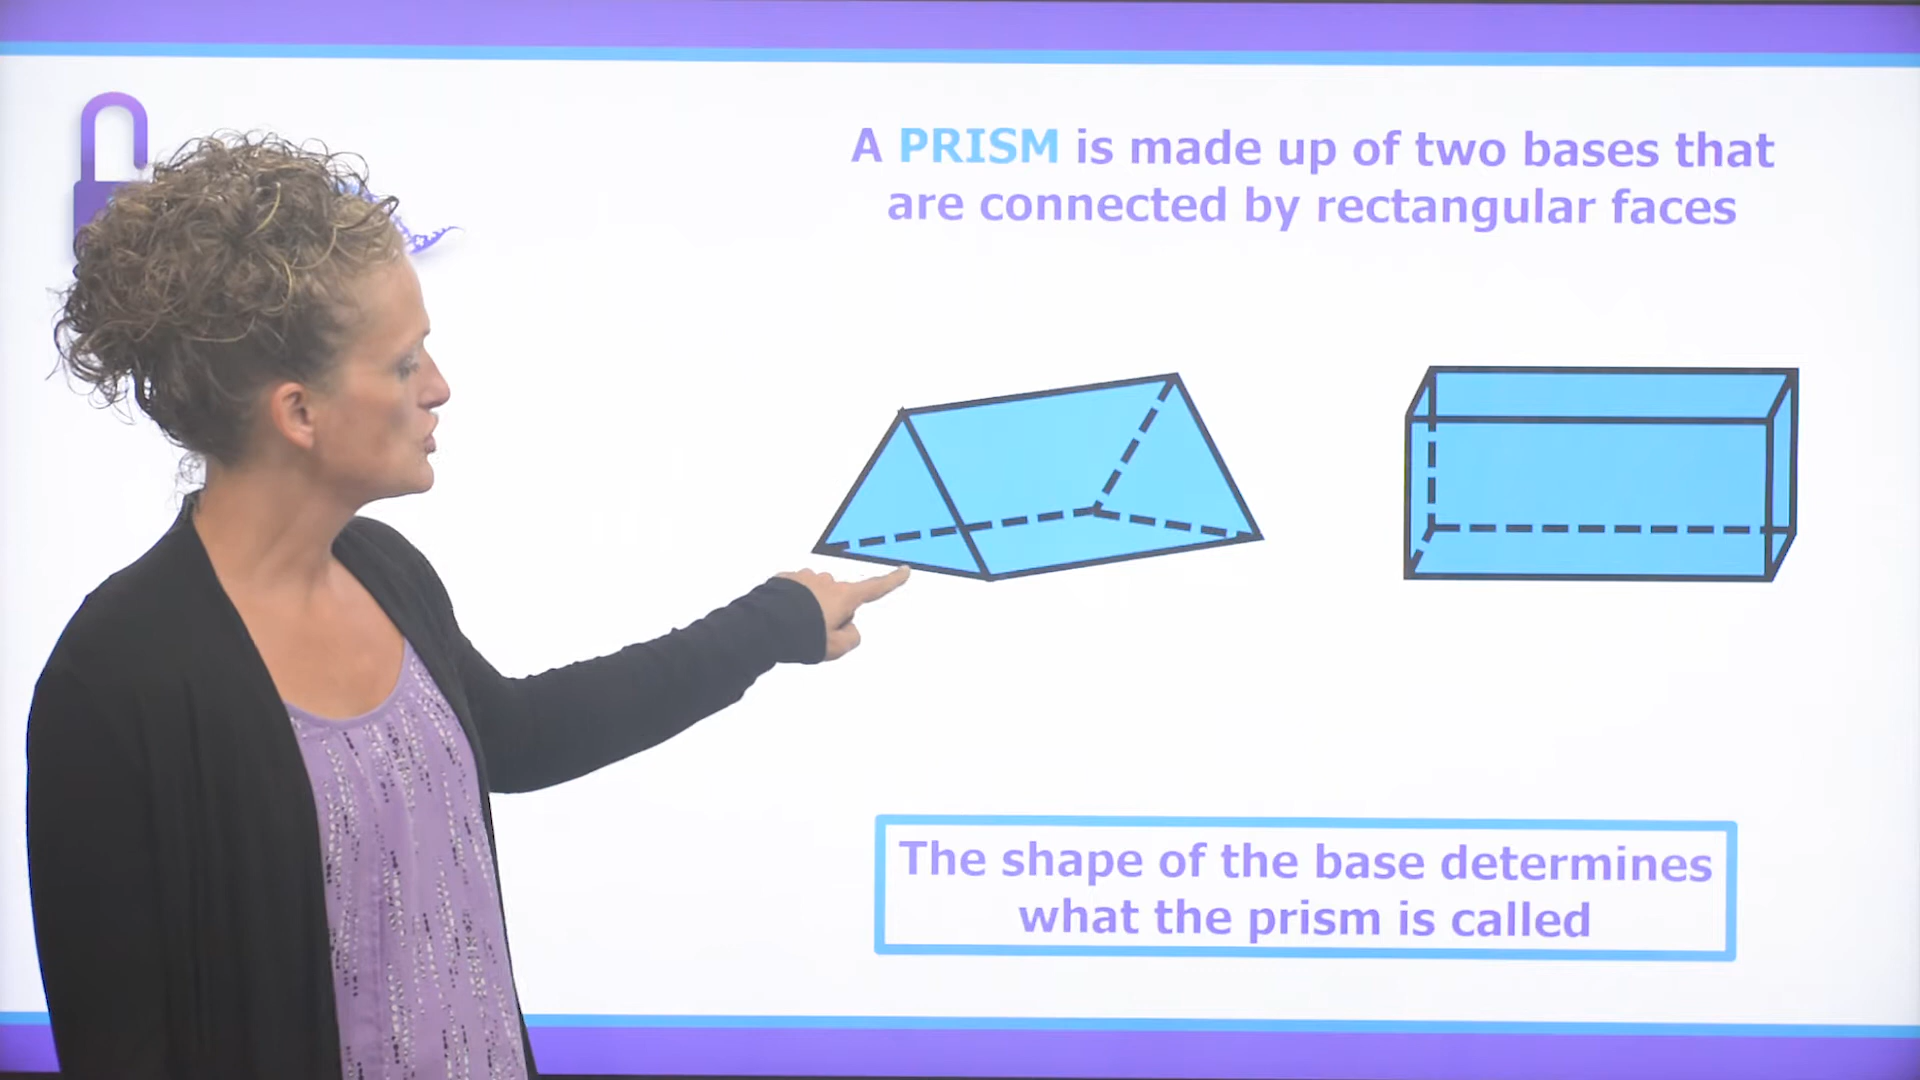 A PRISM is made up of two bases that
are connected by rectangular faces
The shape of the base determines
what the prism is called